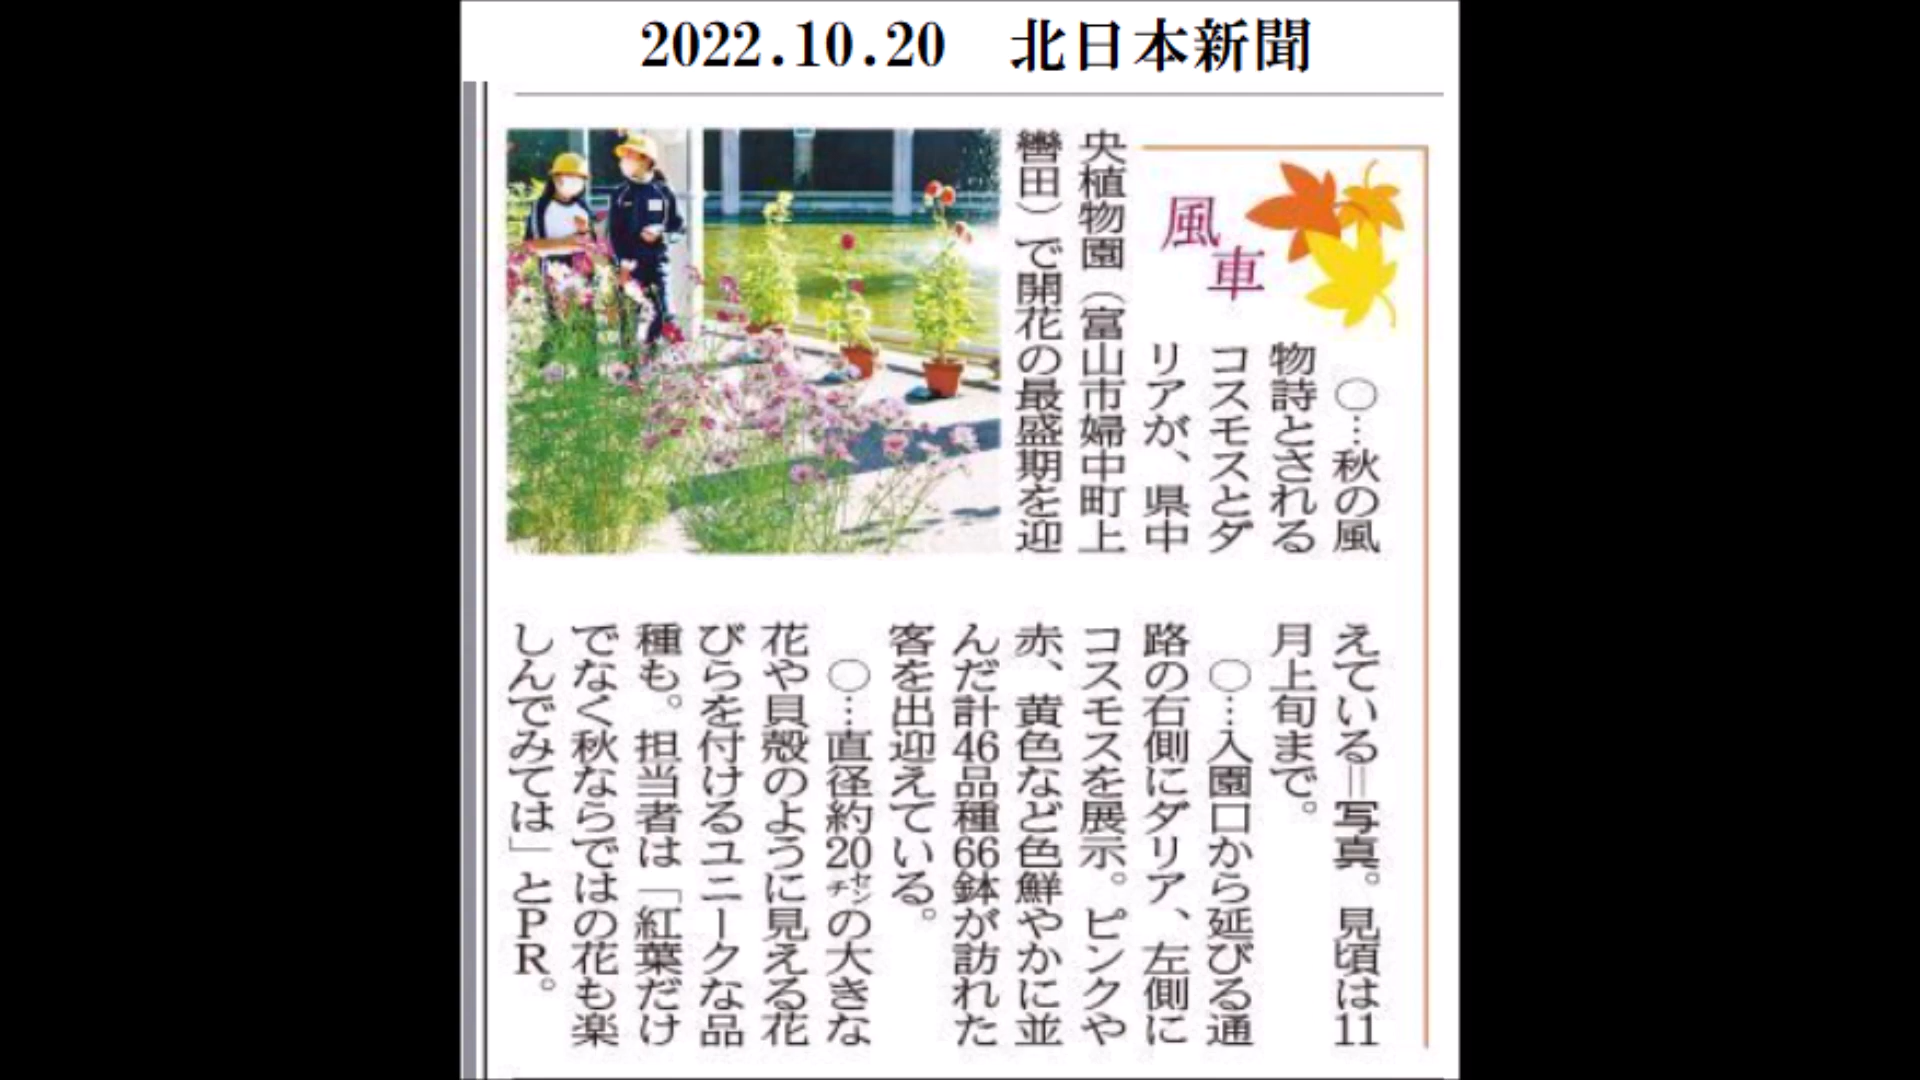 2022.10.20 北日本新聞
風車
○…秋の風
物詩とされる
コスモスとダ
リアが、県中
央植物園（富山市婦中町上
轡田）で開花の最盛期を迎
えている＝写真。見頃は11
月上旬まで。
○…入園口から延びる通
路の右側にダリア、左側に
コスモスを展示。ピンクや
赤、黄色など色鮮やかに並
んだ計46品種66鉢が訪れた
客を出迎えている。
○…直径約20㌢の大きな
花や貝殻のように見える花
びらを付けるユニークな品
種も。担当者は「紅葉だけ
でなく秋ならではの花も楽
しんでみては」とＰＲ。